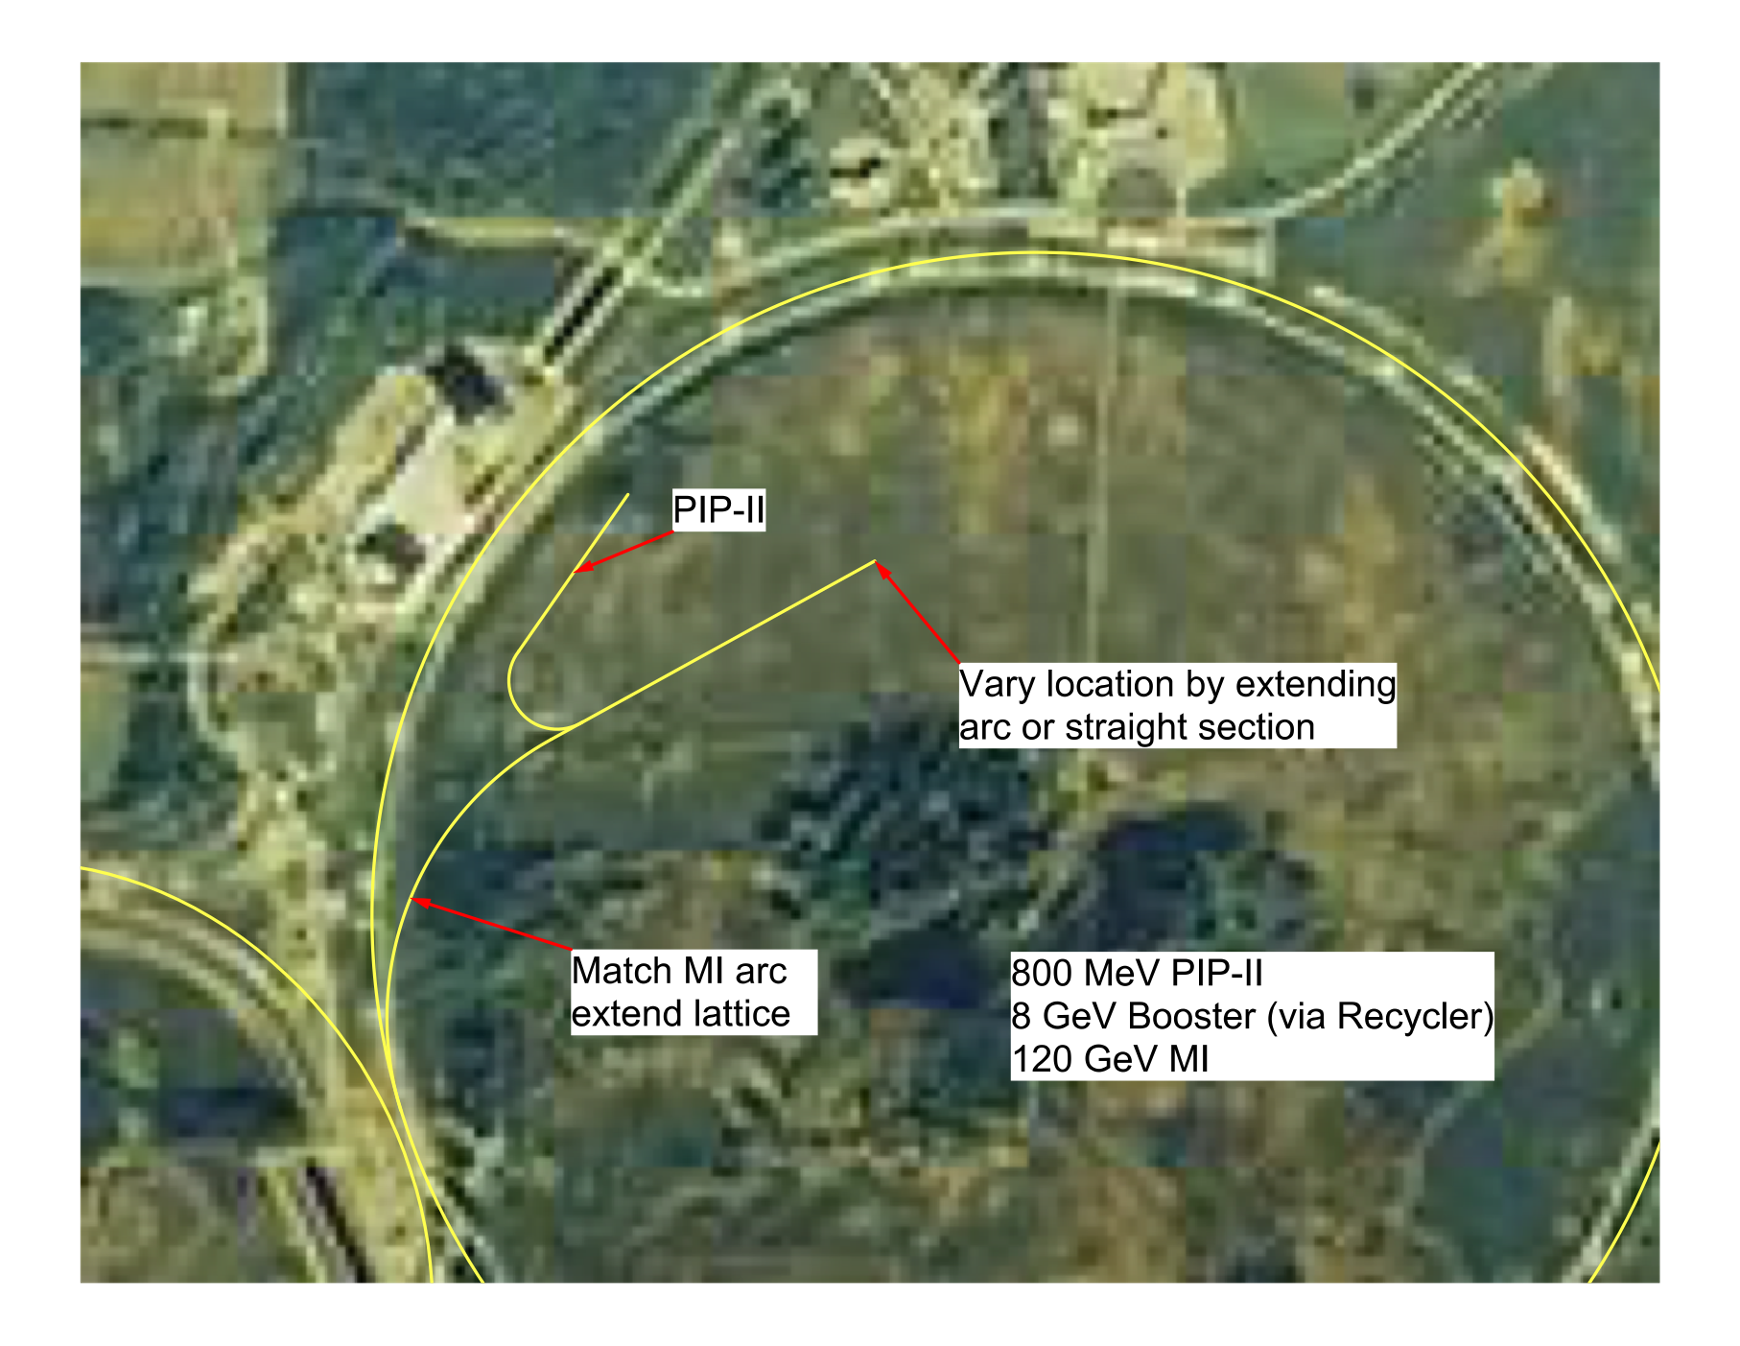 PIP-II
Vary location by extending
arc or straight section
Match MI arc
extend lattice
800 MeV PIP-II
8 GeV Booster (via Recycler)
120 GeV MI